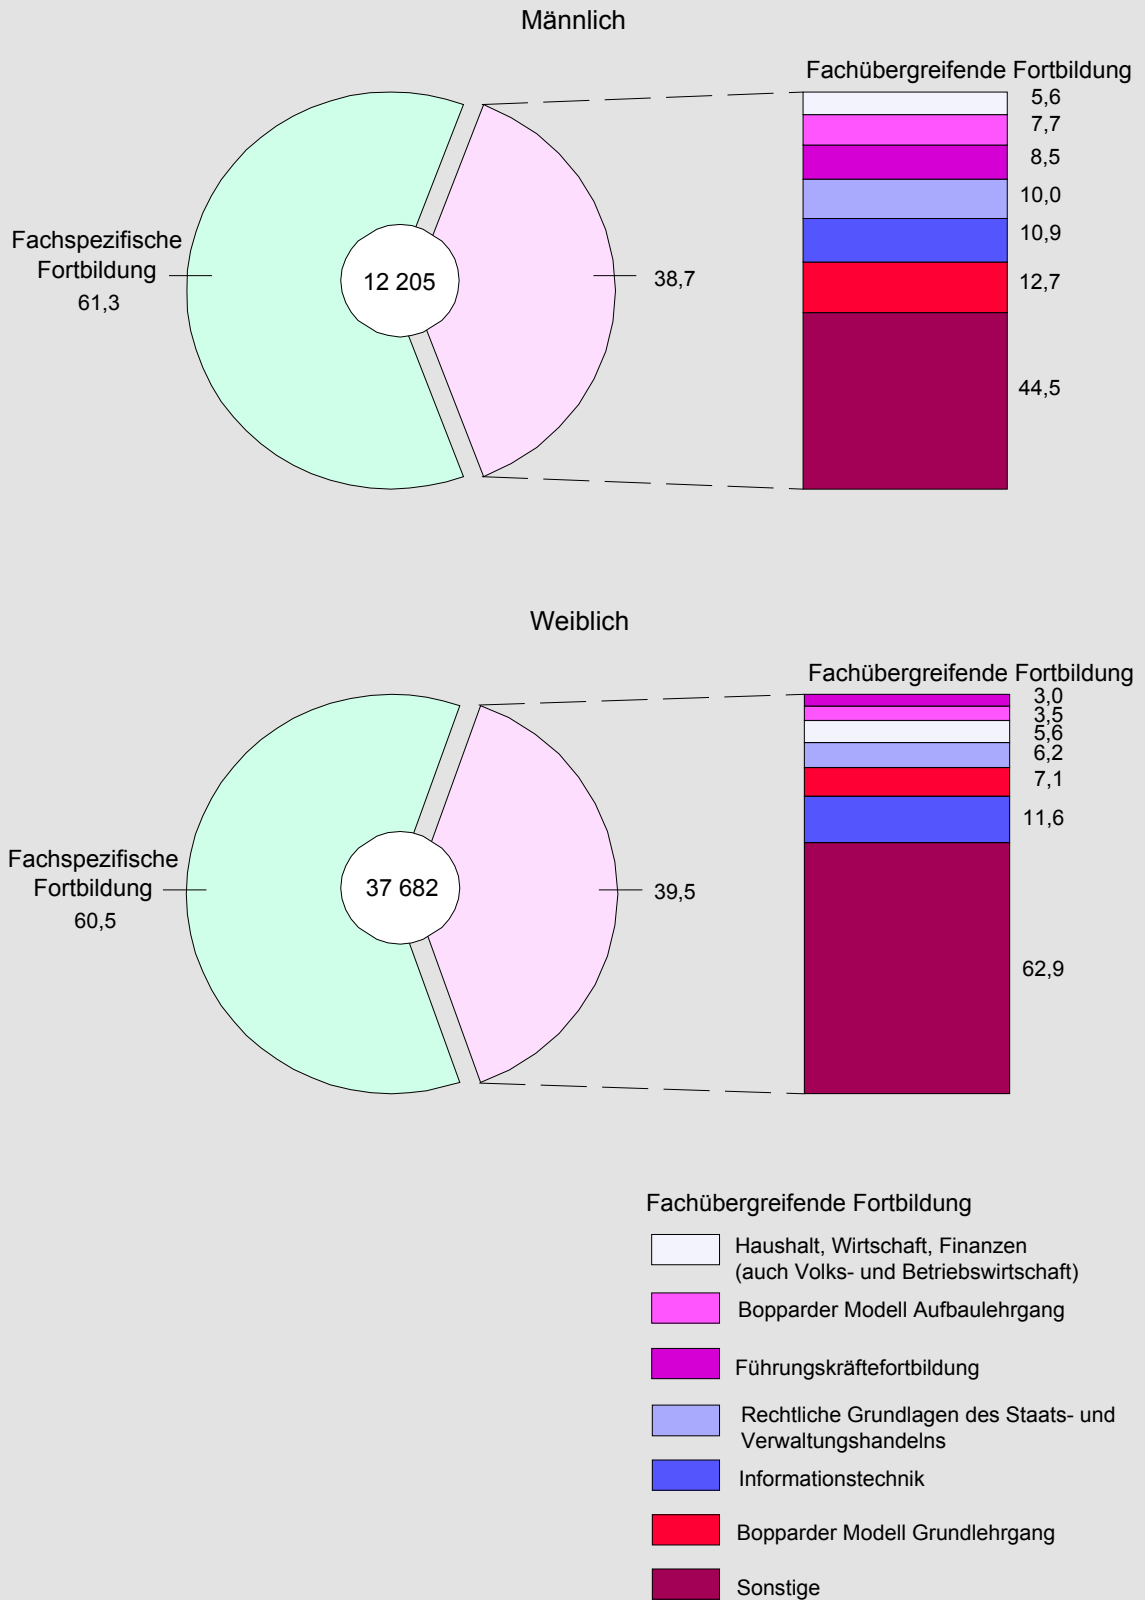 Männlich
Fachübergreifende Fortbildung
5,6
7,7
8,5
10,0
10,9
12,7
44,5
Fachspezifische
Fortbildung
61,3
12 205
38,7
Weiblich
Fachübergreifende Fortbildung
3,0
3,5
5,6
6,2
7,1
11,6
62,9
Fachspezifische
Fortbildung
60,5
37 682
39,5
Fachübergreifende Fortbildung
Haushalt, Wirtschaft, Finanzen
(auch Volks- und Betriebswirtschaft)
Bopparder Modell Aufbaulehrgang
Führungskräftefortbildung
Rechtliche Grundlagen des Staats- und
Verwaltungshandelns
Informationstechnik
Bopparder Modell Grundlehrgang
Sonstige